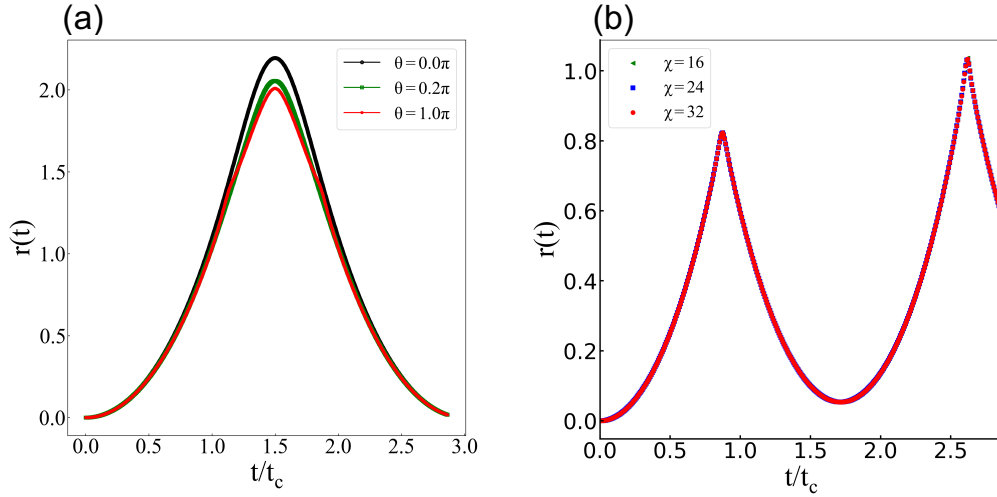 (a)
r(t)
2.0
1.5
1.0
0.5
0.0
θ = 0.0π
θ = 0.2π
θ = 1.0π
0.0 0.5 1.0 1.5 2.0 2.5 3.0
t/t_c
(b)
r(t)
1.0
0.8
0.6
0.4
0.2
0.0
χ = 16
χ = 24
χ = 32
0.0 0.5 1.0 1.5 2.0 2.5
t/t_c